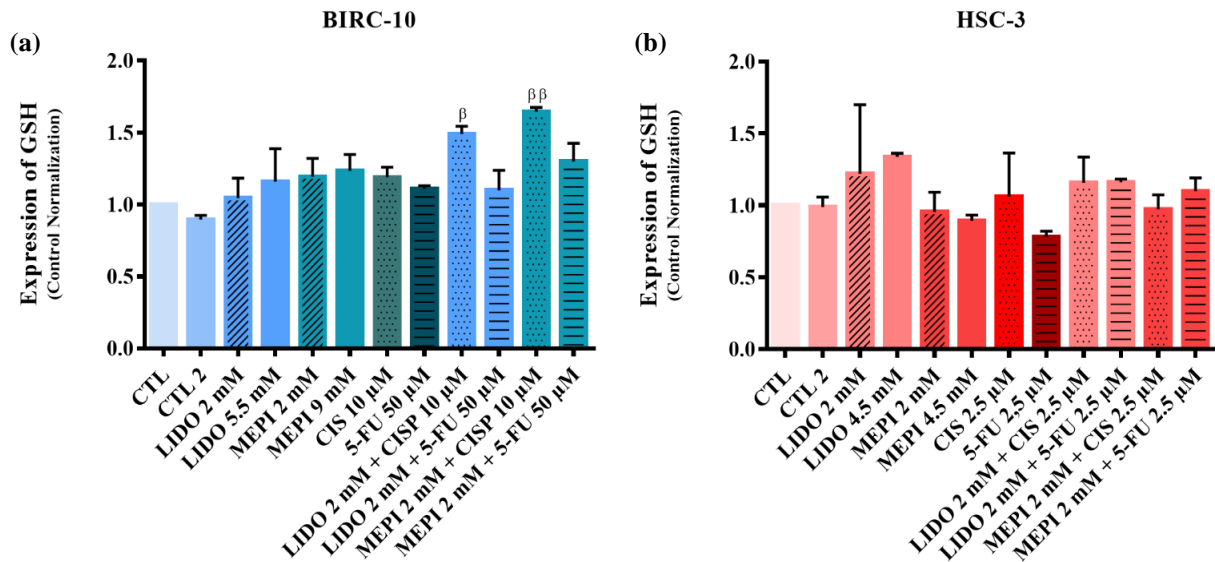 (a)
BIRC-10
Expression of GSH
(Control Normalization)
2.0
1.5
1.0
0.5
0.0
β
ββ
CTL
CTL 2
LIDO 2 mM
LIDO 5.5 mM
MEPI 2 mM
MEPI 9 mM
CIS 10 μM
5-FU 50 μM
LIDO 2 mM + CISP 10 μM
LIDO 2 mM + 5-FU 50 μM
MEPI 2 mM + CISP 10 μM
MEPI 2 mM + 5-FU 50 μM
(b)
HSC-3
Expression of GSH
(Control Normalization)
2.0
1.5
1.0
0.5
0.0
CTL
CTL 2
LIDO 2 mM
LIDO 4.5 mM
MEPI 2 mM
MEPI 4.5 mM
CIS 2.5 μM
5-FU 2,5 μM
LIDO 2 mM + CIS 2.5 μM
LIDO 2 mM + 5-FU 2.5 μM
MEPI 2 mM + CIS 2.5 μM
MEPI 2 mM + 5-FU 2.5 μM